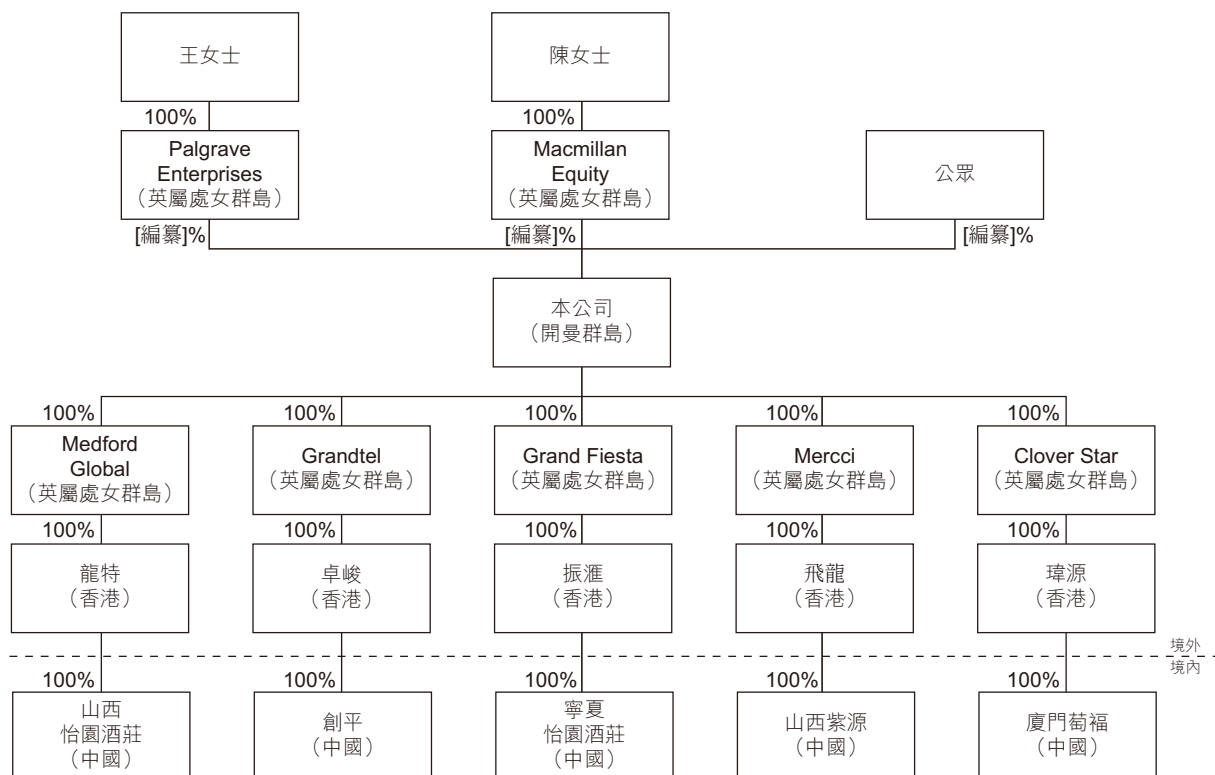 王女士
陳女士
100%
100%
Palgrave
Enterprises
（英屬處女群島）
Macmillan
Equity
（英屬處女群島）
公眾
[編纂]%
[編纂]%
[編纂]%
本公司
（開曼群島）
100%
100%
100%
100%
100%
Medford
Global
（英屬處女群島）
Grandtel
（英屬處女群島）
Grand Fiesta
（英屬處女群島）
Mercci
（英屬處女群島）
Clover Star
（英屬處女群島）
100%
100%
100%
100%
100%
龍特
（香港）
卓峻
（香港）
振滙
（香港）
飛龍
（香港）
瑋源
（香港）
境外
境內
100%
100%
100%
100%
100%
山西
怡園酒莊
（中國）
創平
（中國）
寧夏
怡園酒莊
（中國）
山西紫源
（中國）
廈門萄福
（中國）